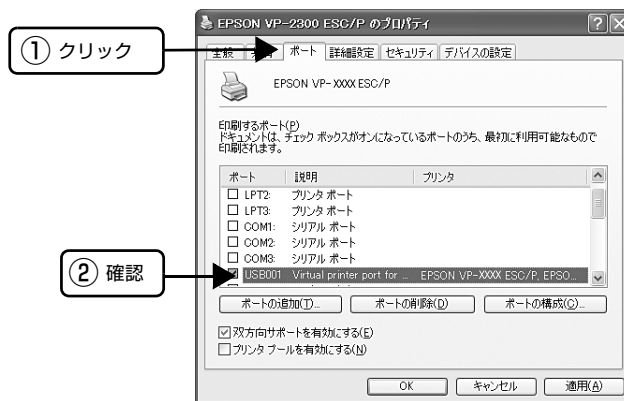 EPSON VP-2300 ESC/P のプロパティ
① クリック
全般 共有 ポート 詳細設定 セキュリティ デバイスの設定
EPSON VP-XXXX ESC/P
印刷するポート(P)
ドキュメントは、チェック ボックスがオンになっているポートのうち、最初に利用可能なもので
印刷されます。
ポート 説明 プリンタ
LPT2: プリンタ ポート
LPT3: プリンタ ポート
COM1: シリアル ポート
COM2: シリアル ポート
COM3: シリアル ポート
② 確認
USB001 Virtual printer port for ... EPSON VP-XXXX ESC/P, EPSO...
ポートの追加(T)... ポートの削除(D) ポートの構成(C)...
双方向サポートを有効にする(E)
プリンタ プールを有効にする(N)
OK キャンセル 適用(A)